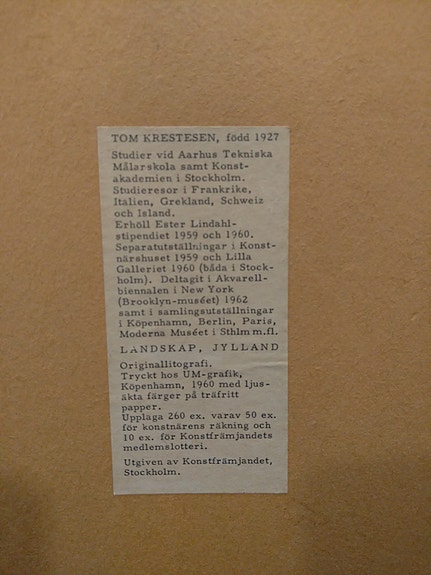 TOM KRESTESEN, född 1927
Studier vid Aarhus Tekniska
Målarskola samt Konst-
akademien i Stockholm.
Studieresor i Frankrike,
Italien, Grekland, Schweiz
och Island.
Erhöll Ester Lindahl-
stipendiet 1959 och 1960.
Separatutställningar i Konst-
närshuset 1959 och Lilla
Galleriet 1960 (båda i Stock-
holm). Deltagit i Akvarell-
biennalen i New York
(Brooklyn-muséet) 1962
samt i samlingsutställningar
i Köpenhamn, Berlin, Paris,
Moderna Muséet i Sthlm m.fl.
LANDSKAP, JYLLAND
Originallitografi.
Tryckt hos UM-grafik,
Köpenhamn, 1960 med ljus-
äkta färger på träfritt
papper.
Upplaga 260 ex. varav 50 ex.
för konstnärens räkning och
10 ex. för Konstfrämjandets
medlemslotteri.
Utgiven av Konstfrämjandet,
Stockholm.